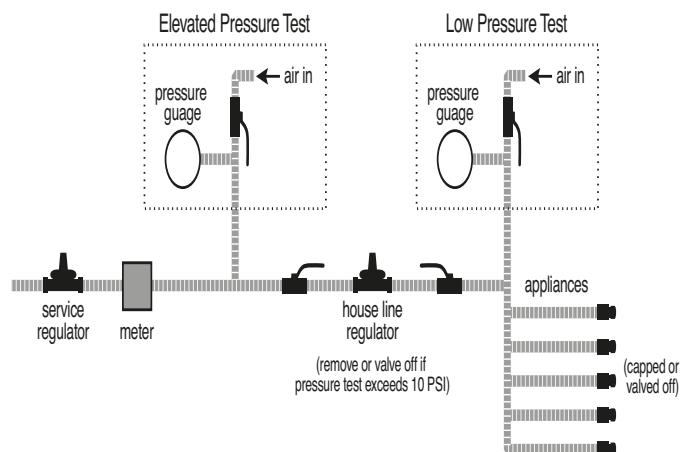 Elevated Pressure Test
Low Pressure Test
air in
pressure
guage
air in
pressure
guage
service
regulator
meter
house line
regulator
(remove or valve off if
pressure test exceeds 10 PSI)
appliances
(capped or
valved off)